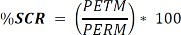 %SCR = (PETM/PERM) * 100